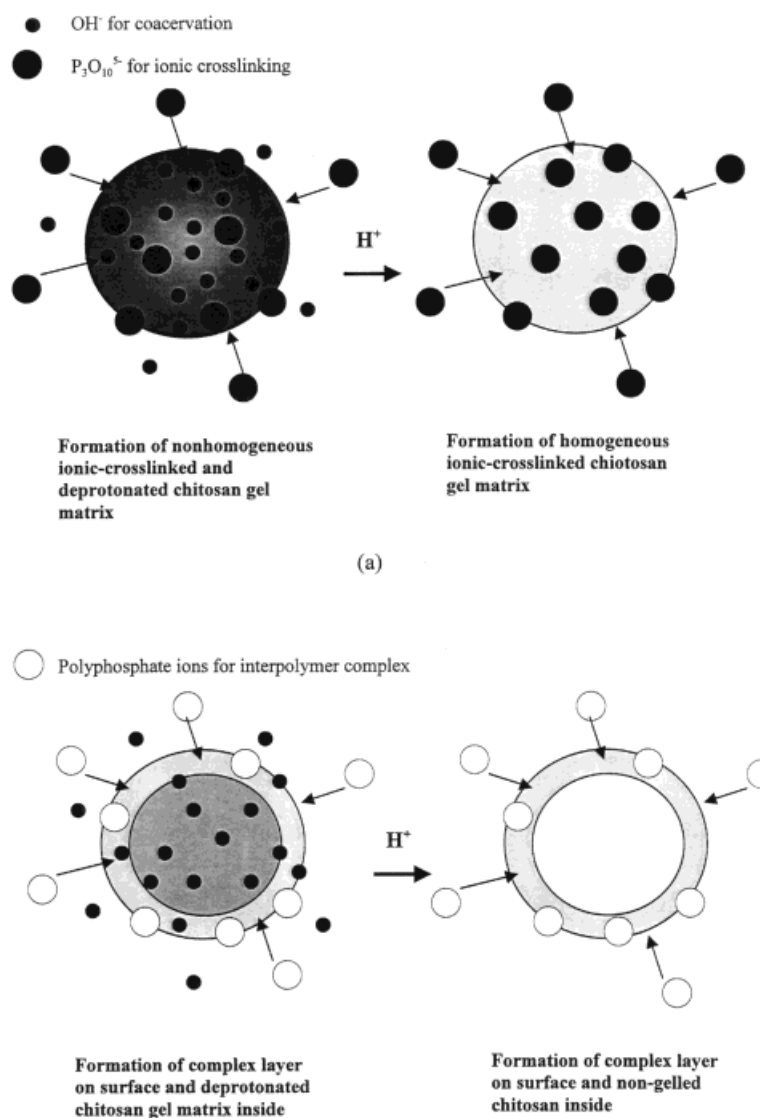 OH⁻ for coacervation
P₃O₁₀⁵⁻ for ionic crosslinking
H⁺
Formation of nonhomogeneous
ionic-crosslinked and
deprotonated chitosan gel
matrix
Formation of homogeneous
ionic-crosslinked chiotosan
gel matrix
(a)
Polyphosphate ions for interpolymer complex
H⁺
Formation of complex layer
on surface and deprotonated
chitosan gel matrix inside
Formation of complex layer
on surface and non-gelled
chitosan inside